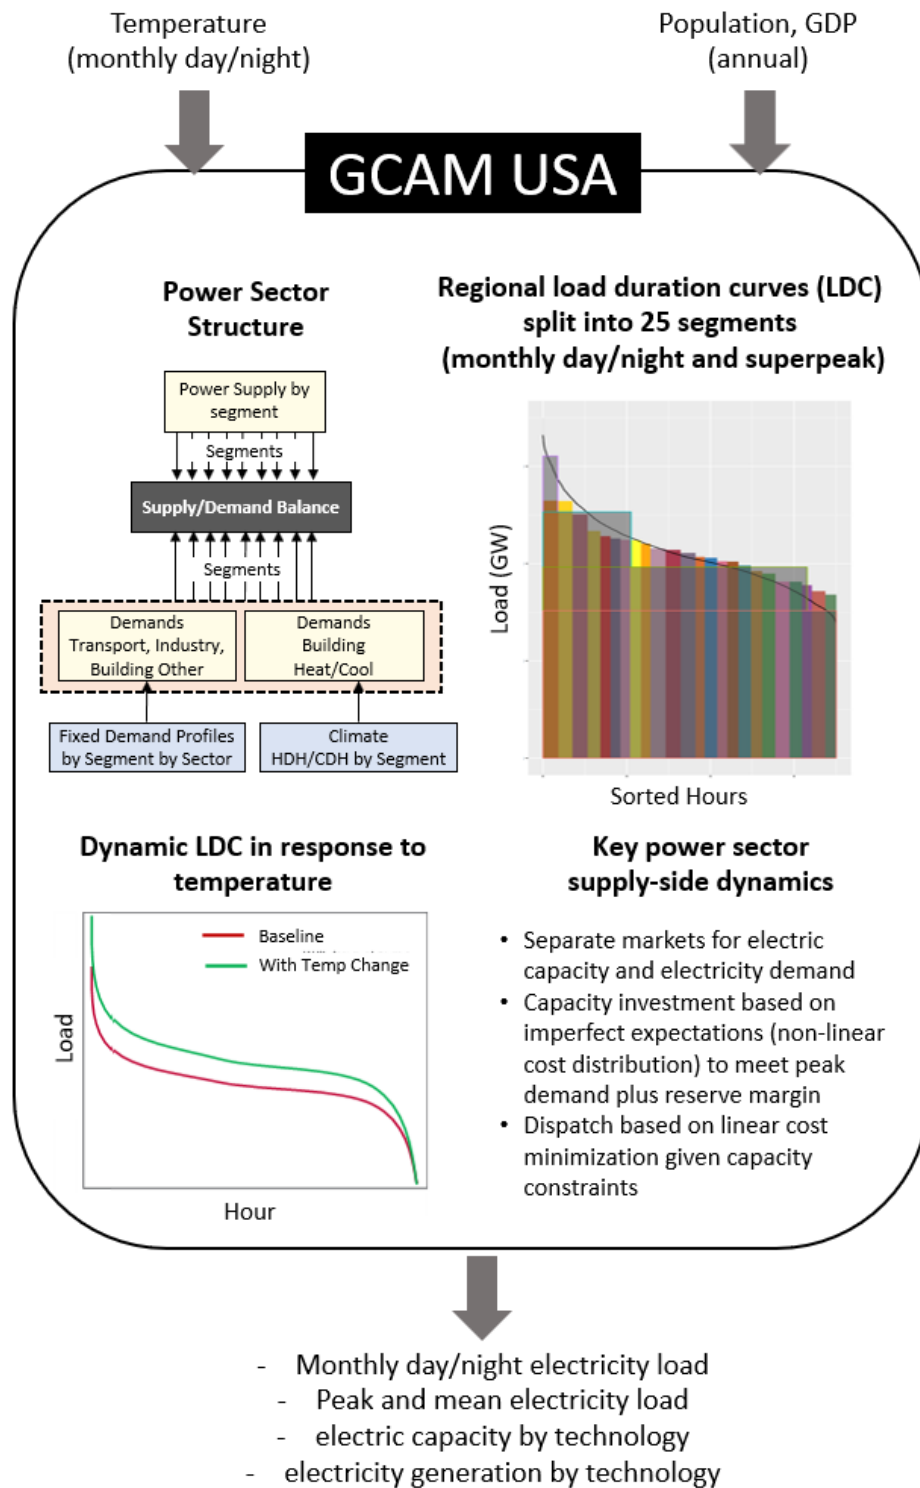 Temperature
(monthly day/night)
Population, GDP
(annual)
GCAM USA
Power Sector
Structure
Power Supply by
segment
Segments
Supply/Demand Balance
Segments
Demands
Transport, Industry,
Building Other
Demands
Building
Heat/Cool
Fixed Demand Profiles
by Segment by Sector
Climate
HDH/CDH by Segment
Regional load duration curves (LDC)
split into 25 segments
(monthly day/night and superpeak)
Load (GW)
Sorted Hours
Dynamic LDC in response to
temperature
Baseline
With Temp Change
Load
Hour
Key power sector
supply-side dynamics
• Separate markets for electric
capacity and electricity demand
• Capacity investment based on
imperfect expectations (non-linear
cost distribution) to meet peak
demand plus reserve margin
• Dispatch based on linear cost
minimization given capacity
constraints
- Monthly day/night electricity load
- Peak and mean electricity load
- electric capacity by technology
- electricity generation by technology